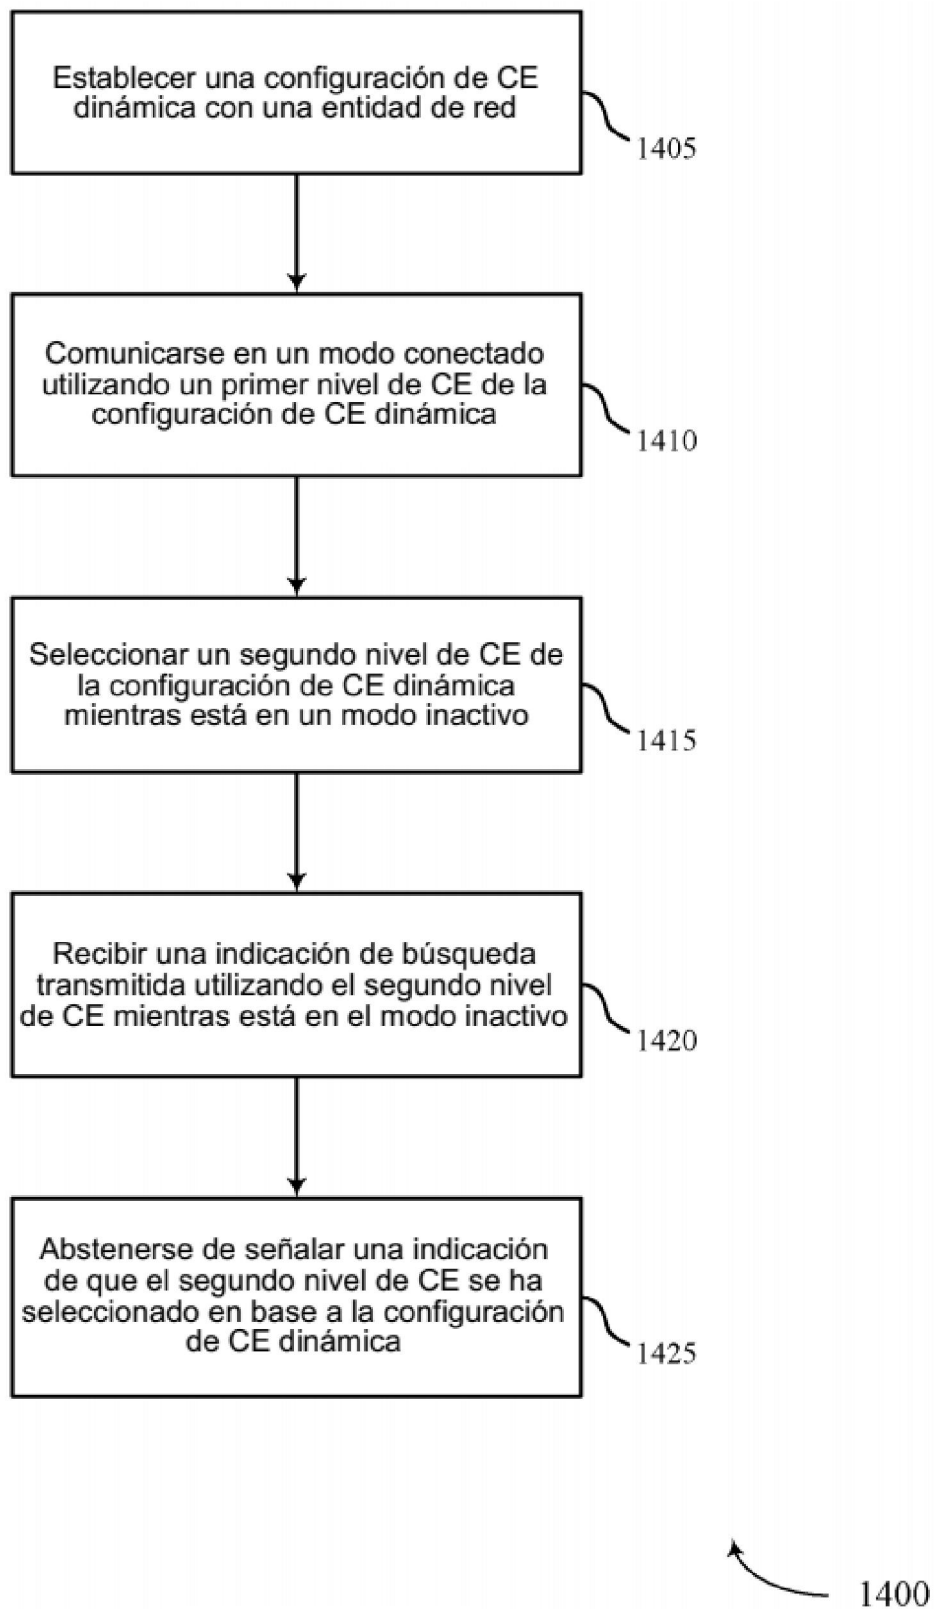 Establecer una configuración de CE
dinámica con una entidad de red
1405
Comunicarse en un modo conectado
utilizando un primer nivel de CE de la
configuración de CE dinámica
1410
Seleccionar un segundo nivel de CE de
la configuración de CE dinámica
mientras está en un modo inactivo
1415
Recibir una indicación de búsqueda
transmitida utilizando el segundo nivel
de CE mientras está en el modo inactivo
1420
Abstenerse de señalar una indicación
de que el segundo nivel de CE se ha
seleccionado en base a la configuración
de CE dinámica
1425
1400